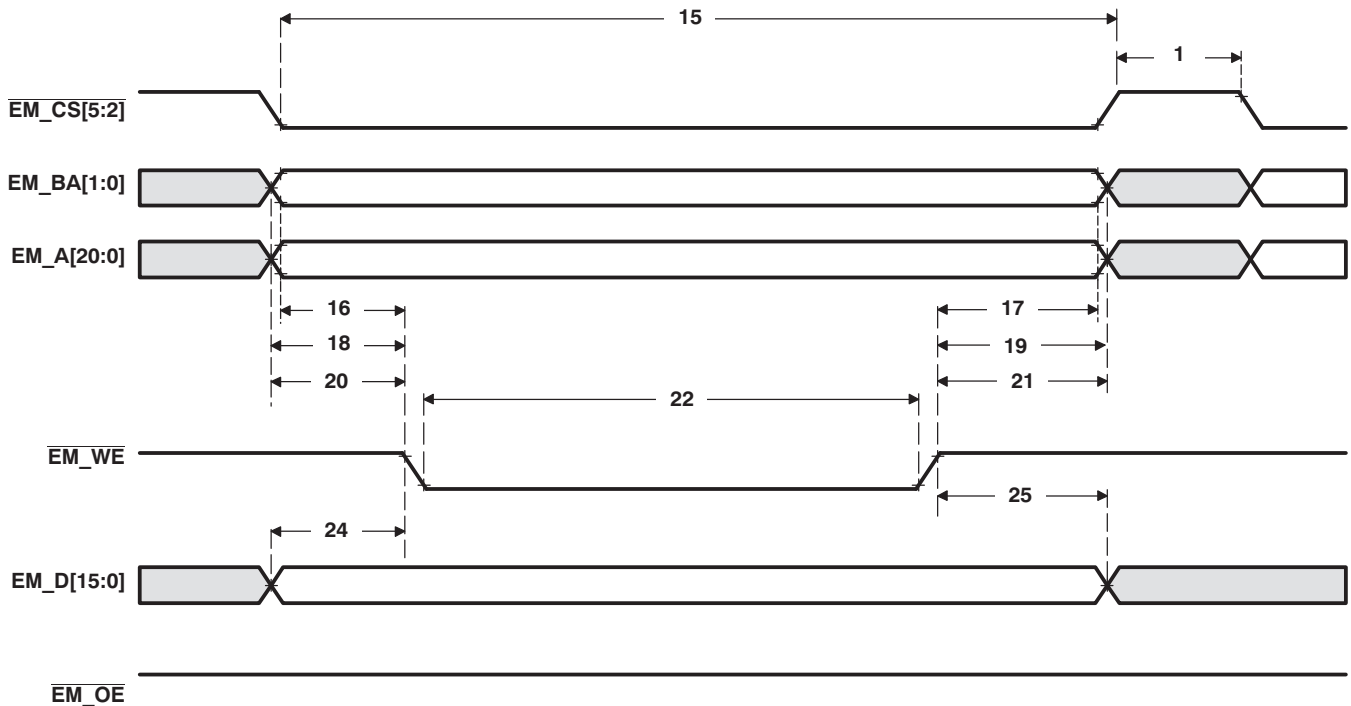 15
1
EM_CS[5:2]
EM_BA[1:0]
EM_A[20:0]
16 17
18 19
20 21
22
EM_WE
25
24
EM_D[15:0]
EM_OE